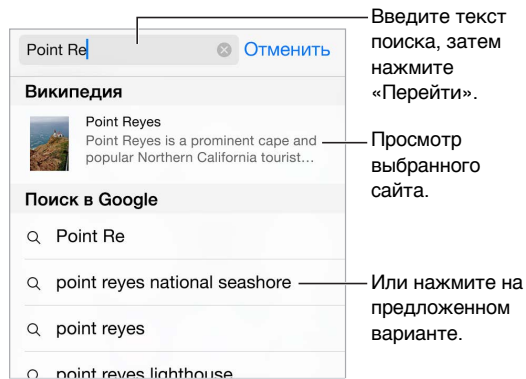 Введите текст
поиска, затем
нажмите
«Перейти».
Point Re
Отменить
Википедия
Point Reyes
Point Reyes is a prominent cape and
popular Northern California tourist...
Просмотр
выбранного
сайта.
Поиск в Google
Point Re
point reyes national seashore
Или нажмите на
предложенном
варианте.
point reyes
point reyes lighthouse